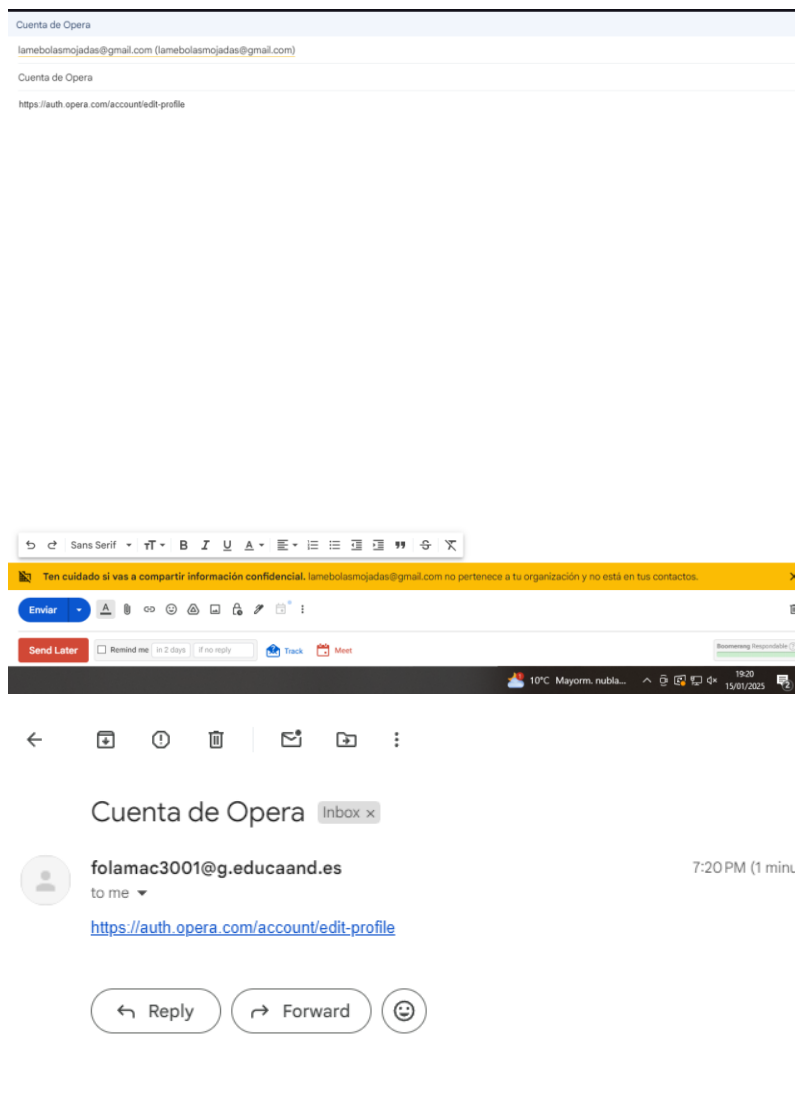 Cuenta de Opera
lamebolasmojadas@gmail.com (lamebolasmojadas@gmail.com)
Cuenta de Opera
https://auth.opera.com/account/edit-profile
Sans Serif
Ten cuidado si vas a compartir información confidencial. lamebolasmojadas@gmail.com no pertenece a tu organización y no está en tus contactos.
Enviar
Send Later Remind me in 2 days if no reply Track Meet Boomerang Respondable
10°C Mayorm. nubla... 19:20
15/01/2025 2
Cuenta de Opera Inbox x
folamac3001@g.educaand.es 7:20 PM (1 minu
to me
https://auth.opera.com/account/edit-profile
Reply Forward